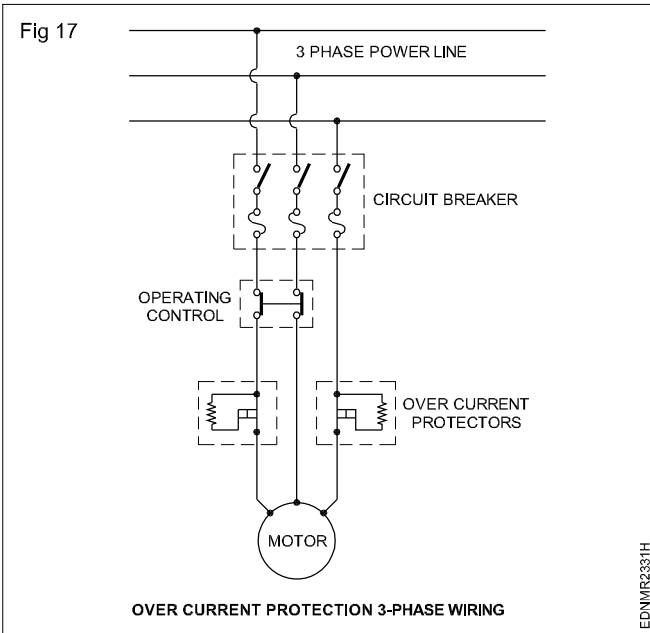 Fig 17
3 PHASE POWER LINE
CIRCUIT BREAKER
OPERATING
CONTROL
OVER CURRENT
PROTECTORS
MOTOR
OVER CURRENT PROTECTION 3-PHASE WIRING
EDNMR2331H